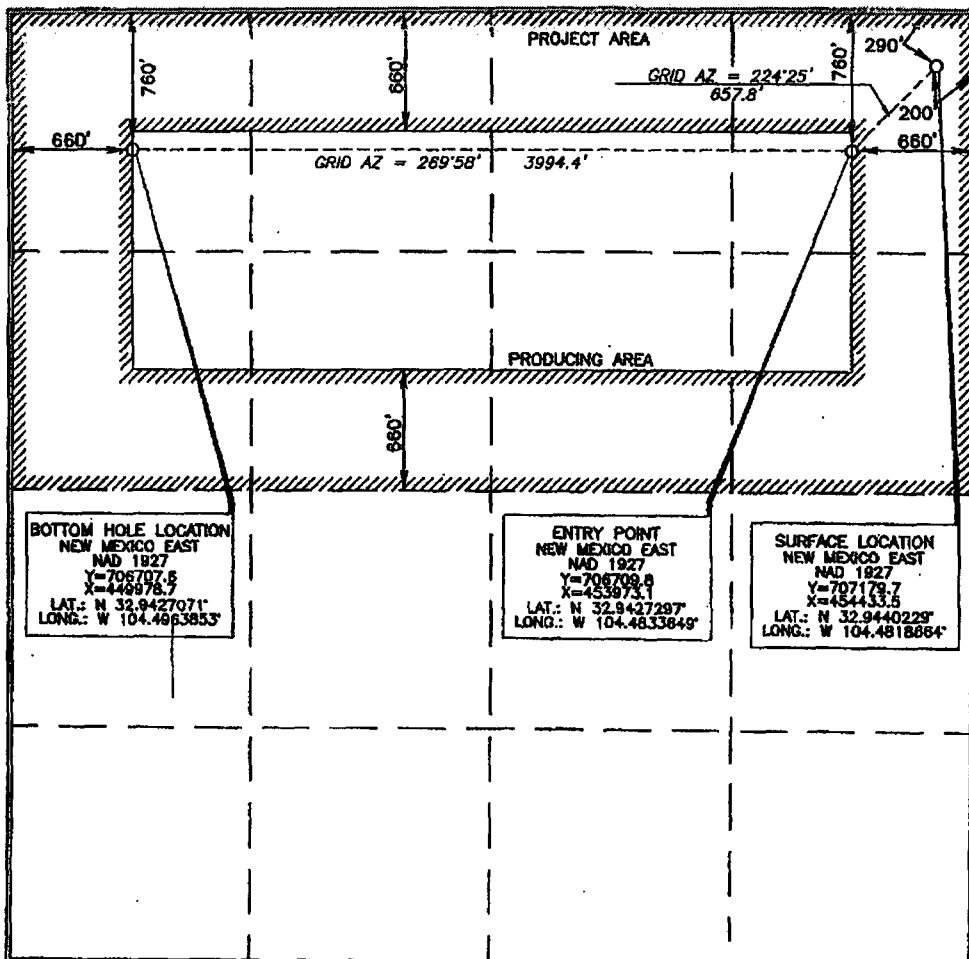 PROJECT AREA
290'
760'
660'
760'
GRID AZ = 224°25'
657.8'
200'
660'
660'
GRID AZ = 269°58' 3994.4'
PRODUCING AREA
660'
BOTTOM HOLE LOCATION
NEW MEXICO EAST
NAD 1927
Y=706707.6
X=449978.7
LAT.: N 32.9427071°
LONG.: W 104.4963853°
ENTRY POINT
NEW MEXICO EAST
NAD 1927
Y=706709.8
X=453973.1
LAT.: N 32.9427297°
LONG.: W 104.4833649°
SURFACE LOCATION
NEW MEXICO EAST
NAD 1927
Y=707179.7
X=454433.5
LAT.: N 32.9440229°
LONG.: W 104.4818664°